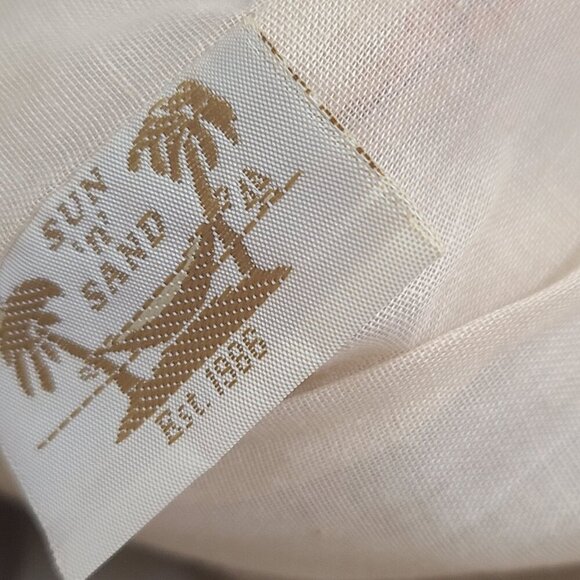 SUN
'n'
SAND
Est. 1986